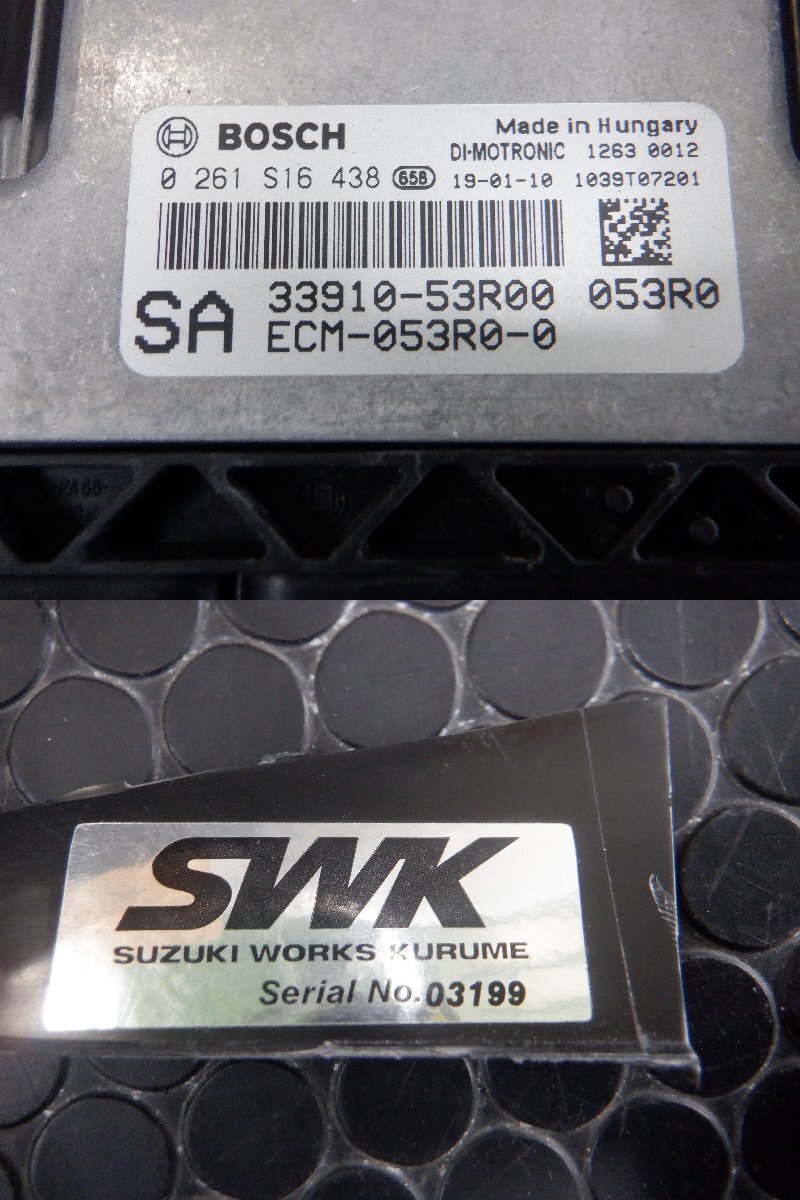 BOSCH
Made in Hungary
DI-MOTRONIC 1263 0012
0 261 S16 438 658 19-01-10 1039T07201
SA 33910-53R00 053R0
ECM-053R0-0
PA66
SWK
SUZUKI WORKS KURUME
Serial No. 03199